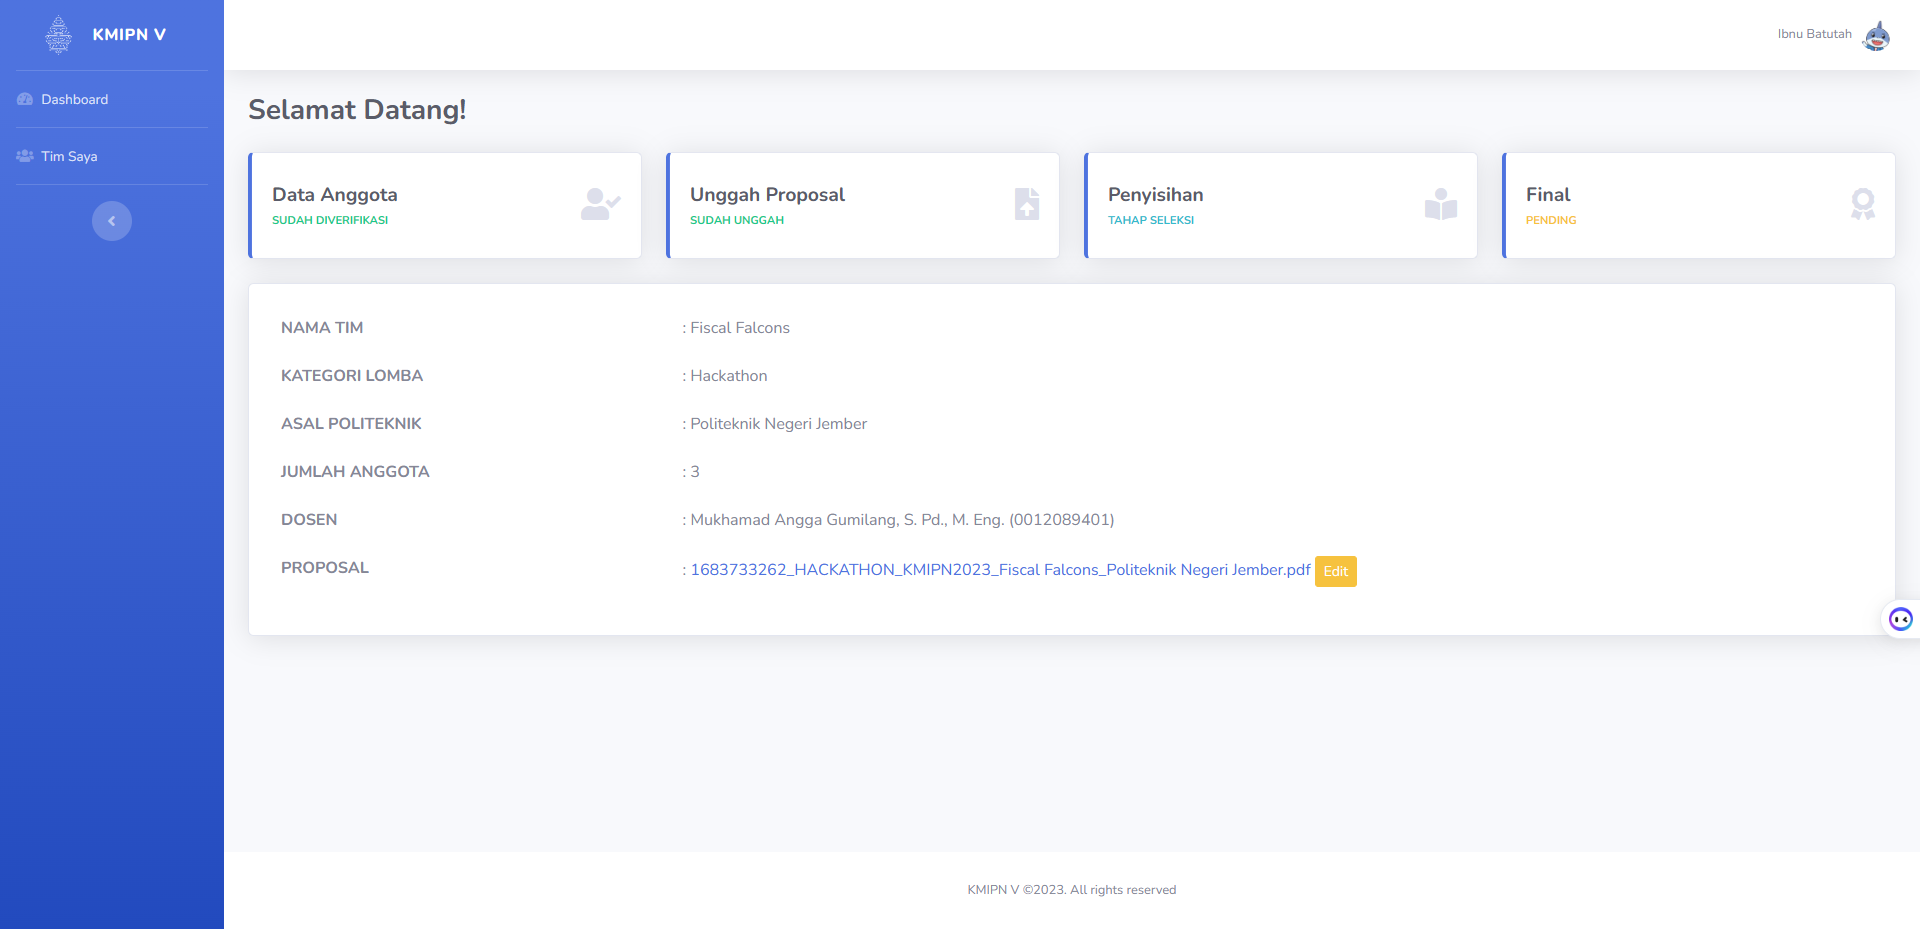 KMIPN V
Ibnu Batutah
Dashboard
Tim Saya
Selamat Datang!
Data Anggota
SUDAH DIVERIFIKASI
Unggah Proposal
SUDAH UNGGAH
Penyisihan
TAHAP SELEKSI
Final
PENDING
NAMA TIM : Fiscal Falcons
KATEGORI LOMBA : Hackathon
ASAL POLITEKNIK : Politeknik Negeri Jember
JUMLAH ANGGOTA : 3
DOSEN : Mukhamad Angga Gumilang, S. Pd., M. Eng. (0012089401)
PROPOSAL : 1683733262_HACKATHON_KMIPN2023_Fiscal Falcons_Politeknik Negeri Jember.pdf Edit
KMIPN V ©2023. All rights reserved